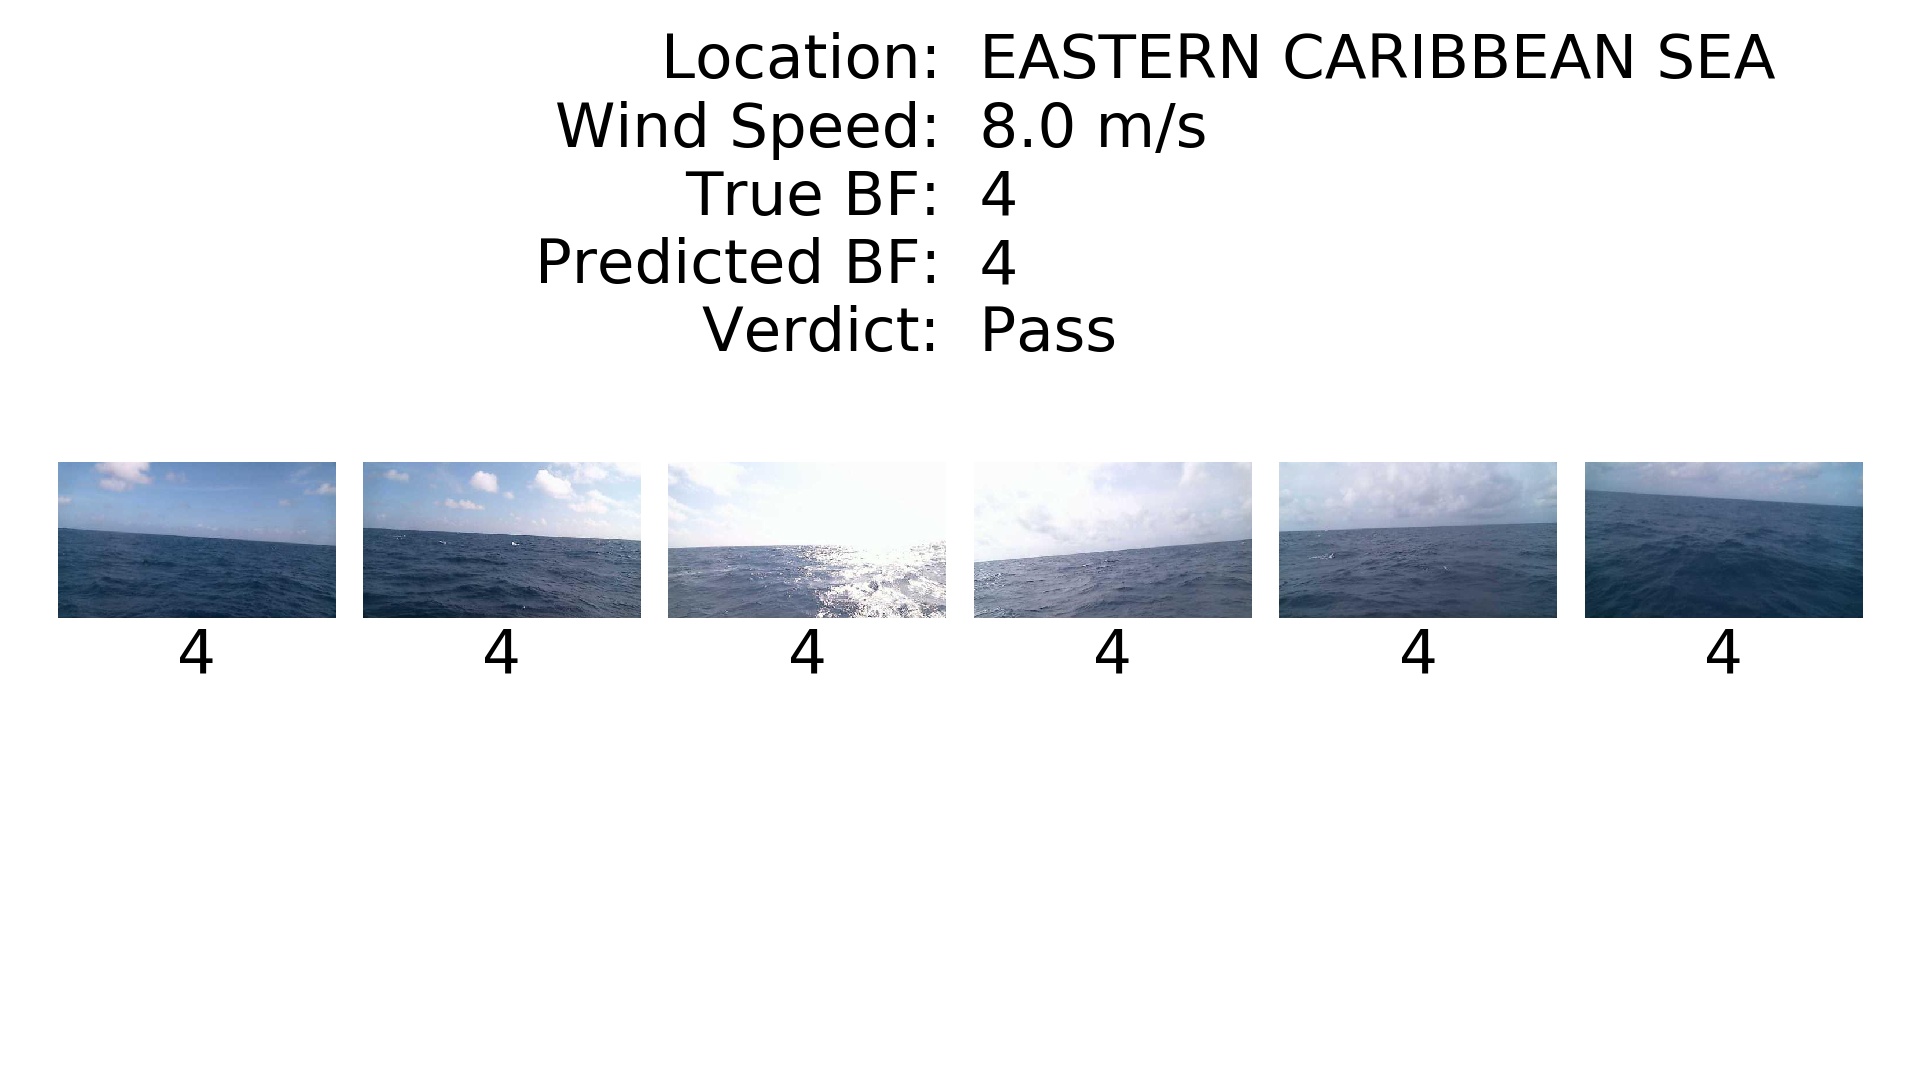 Location: EASTERN CARIBBEAN SEA
Wind Speed: 8.0 m/s
True BF: 4
Predicted BF: 4
Verdict: Pass
4 4 4 4 4 4